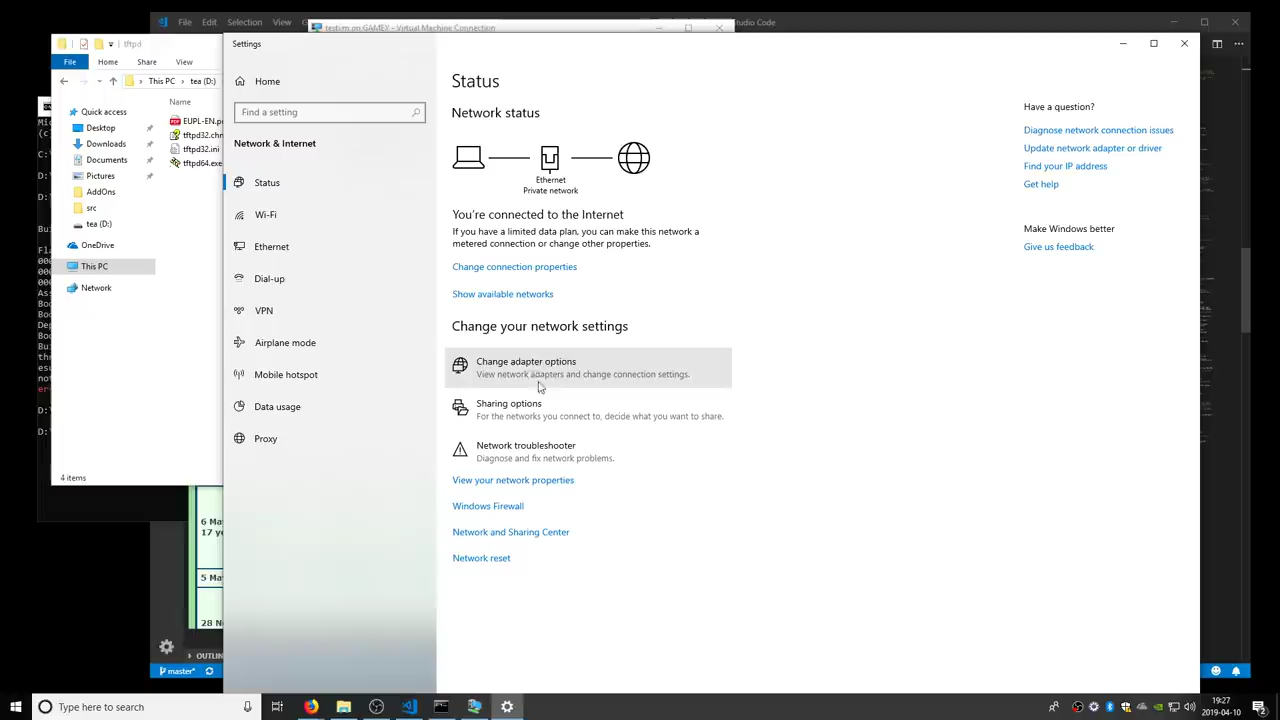 File
Edit
Selection
View
testvm on GAMEY - Virtual Machine Connection
Studio Code
tftpd
File
Home
Share
View
This PC
tea (D:)
Quick access
Desktop
Downloads
Documents
Pictures
AddOns
src
tea (D:)
OneDrive
This PC
Network
Name
EUPL-EN.p
tftpd32.chm
tftpd32.ini
tftpd64.exe
4 items
6 Ma
17 ye
5 Ma
28 N
OUTLIN
master*
Settings
Home
Find a setting
Network & Internet
Status
Wi-Fi
Ethernet
Dial-up
VPN
Airplane mode
Mobile hotspot
Data usage
Proxy
Status
Network status
Ethernet
Private network
You're connected to the Internet
If you have a limited data plan, you can make this network a
metered connection or change other properties.
Change connection properties
Show available networks
Change your network settings
Change adapter options
View network adapters and change connection settings.
Sharing options
For the networks you connect to, decide what you want to share.
Network troubleshooter
Diagnose and fix network problems.
View your network properties
Windows Firewall
Network and Sharing Center
Network reset
Have a question?
Diagnose network connection issues
Update network adapter or driver
Find your IP address
Get help
Make Windows better
Give us feedback
Type here to search
19:27
2019-04-10